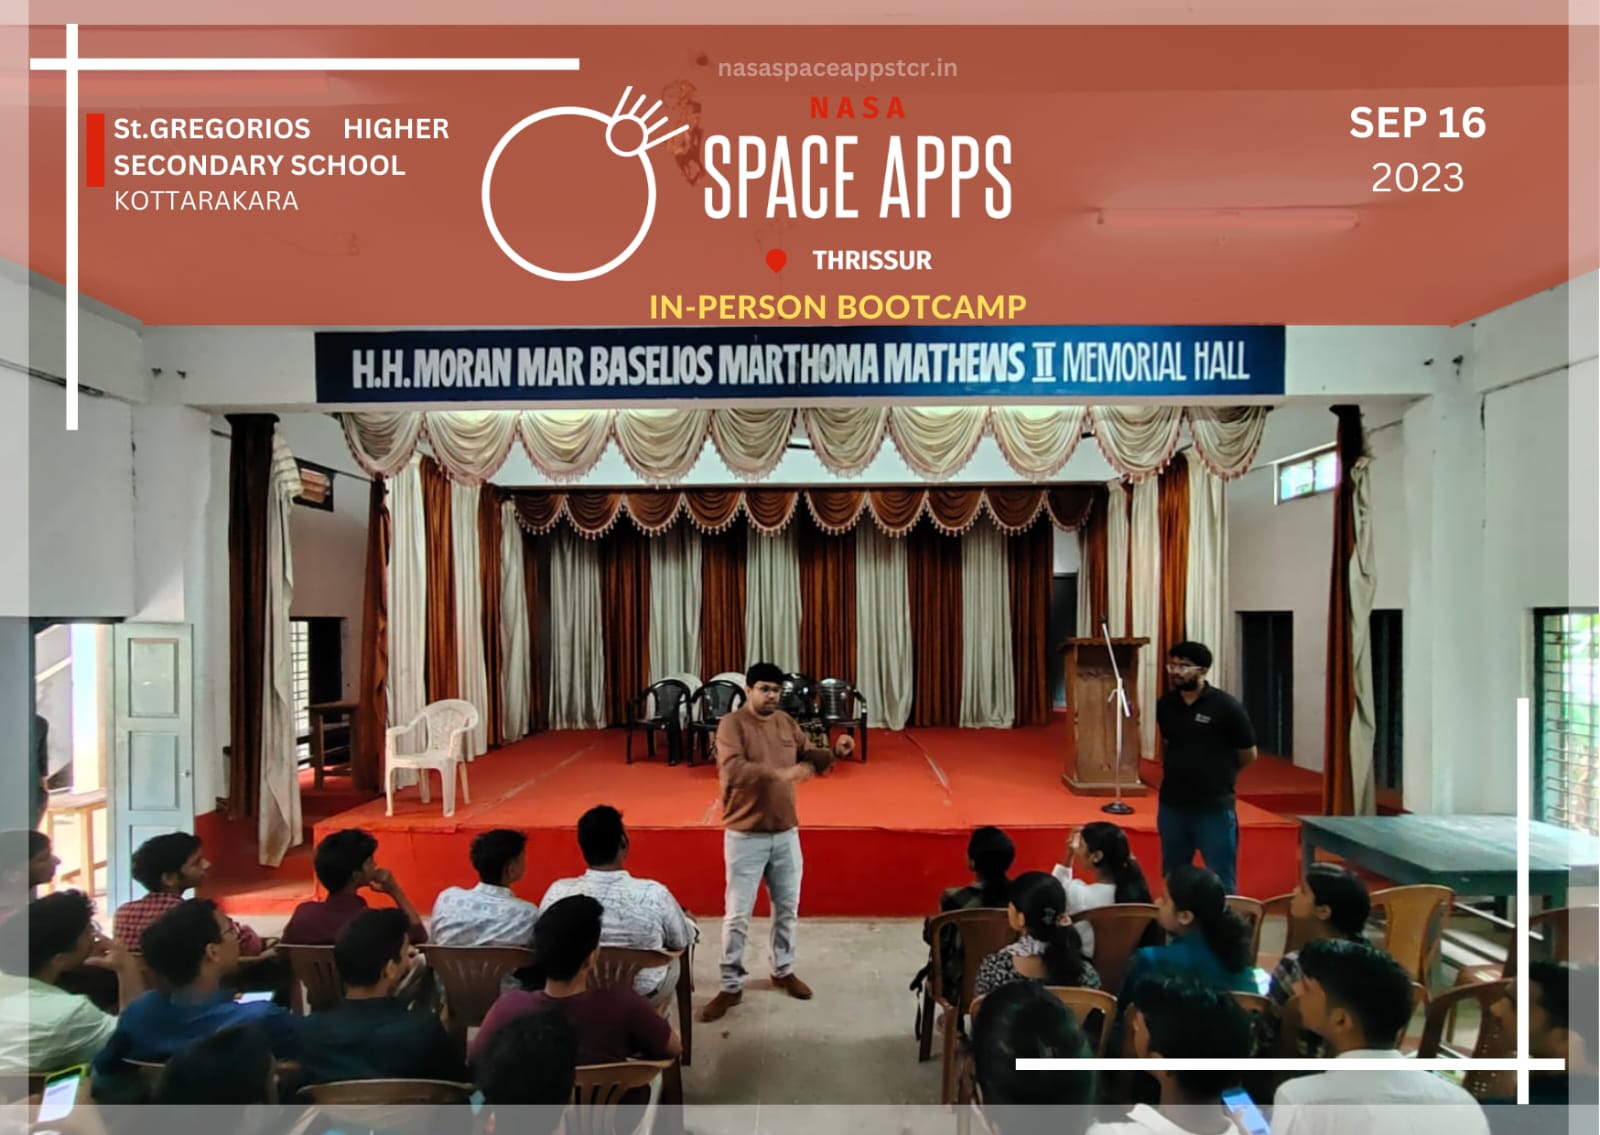 nasaspaceappstcr.in
St.GREGORIOS HIGHER
SECONDARY SCHOOL
KOTTARAKARA
NASA
SPACE APPS
THRISSUR
IN-PERSON BOOTCAMP
SEP 16
2023
H.H.MORAN MAR BASELIOS MARTHOMA MATHEWS II MEMORIAL HALL